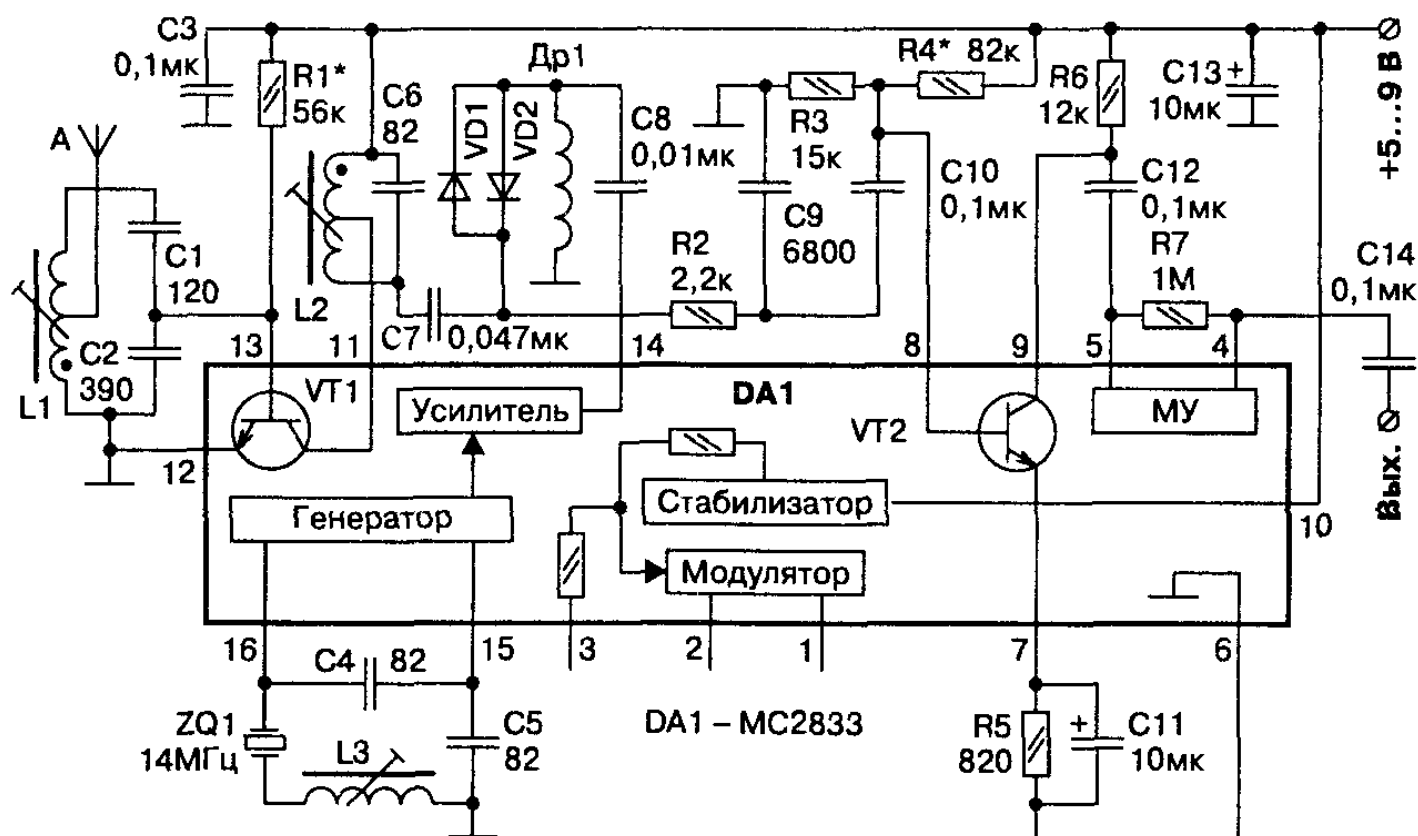 C3
0,1мк
R1*
56к
C6
82
Др1
VD1
VD2
C8
0,01мк
R4* 82к
R3
15к
R6
12к
C13
+
10мк
+5...9 В
A
C1
120
C2
390
L1
L2
C7
0,047мк
R2
2,2к
C9
6800
C10
0,1мк
C12
0,1мк
R7
1М
C14
0,1мк
13
11
14
8
9
5
4
VT1
Усилитель
DA1
VT2
МУ
12
Генератор
Стабилизатор
Модулятор
10
Вых.
16
15
3
2
1
7
6
C4
82
ZQ1
14МГц
L3
C5
82
DA1 – MC2833
R5
820
+
C11
10мк